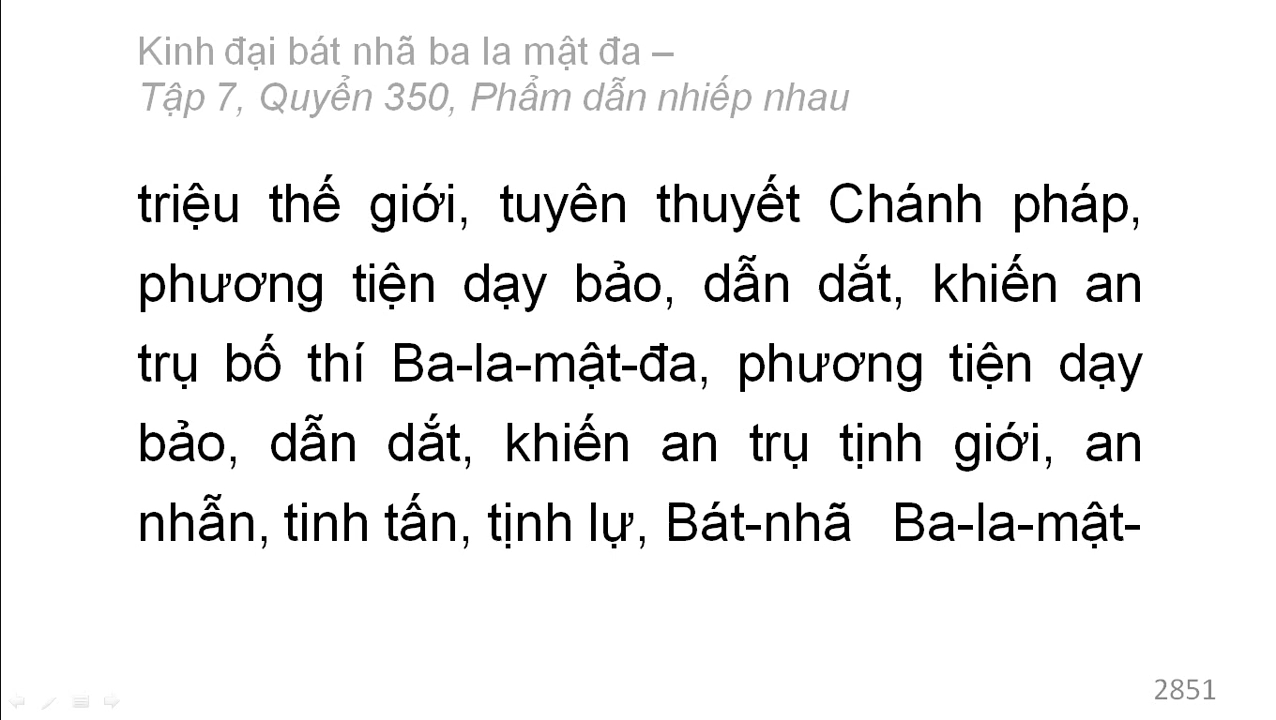 Kinh đại bát nhã ba la mật đa –
Tập 7, Quyển 350, Phẩm dẫn nhiếp nhau
triệu thế giới, tuyên thuyết Chánh pháp,
phương tiện dạy bảo, dẫn dắt, khiến an
trụ bố thí Ba-la-mật-đa, phương tiện dạy
bảo, dẫn dắt, khiến an trụ tịnh giới, an
nhẫn, tinh tấn, tịnh lự, Bát-nhã Ba-la-mật-
2851